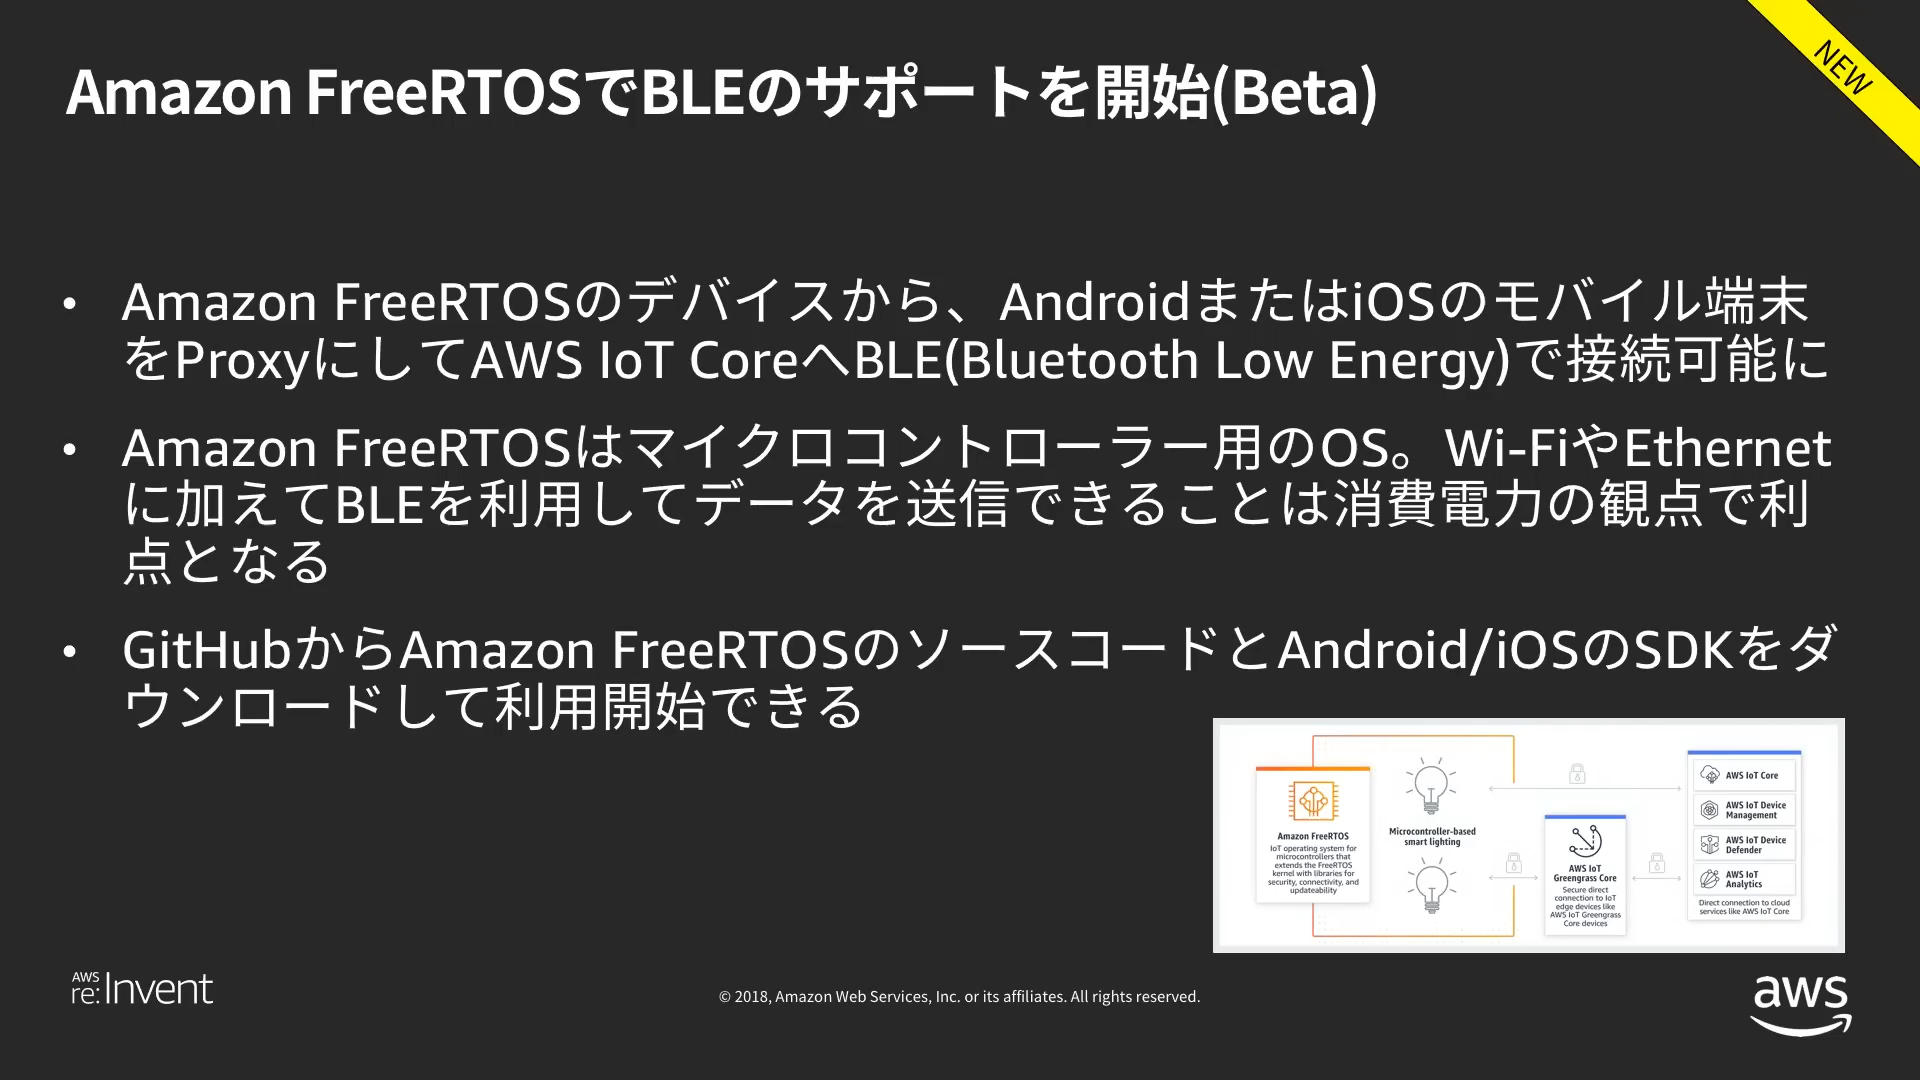 Amazon FreeRTOSでBLEのサポートを開始(Beta)
NEW
• Amazon FreeRTOSのデバイスから、AndroidまたはiOSのモバイル端末
をProxyにしてAWS IoT CoreへBLE(Bluetooth Low Energy)で接続可能に
• Amazon FreeRTOSはマイクロコントローラー用のOS。Wi-FiやEthernet
に加えてBLEを利用してデータを送信できることは消費電力の観点で利
点となる
• GitHubからAmazon FreeRTOSのソースコードとAndroid/iOSのSDKをダ
ウンロードして利用開始できる
Amazon FreeRTOS
IoT operating system for
microcontrollers that
extends the FreeRTOS
kernel with libraries for
security, connectivity, and
updateability
Microcontroller-based
smart lighting
AWS IoT
Greengrass Core
Secure direct
connection to IoT
edge devices like
AWS IoT Greengrass
Core devices
AWS IoT Core
AWS IoT Device
Management
AWS IoT Device
Defender
AWS IoT
Analytics
Direct connection to cloud
services like AWS IoT Core
AWS
re:Invent
© 2018, Amazon Web Services, Inc. or its affiliates. All rights reserved.
aws